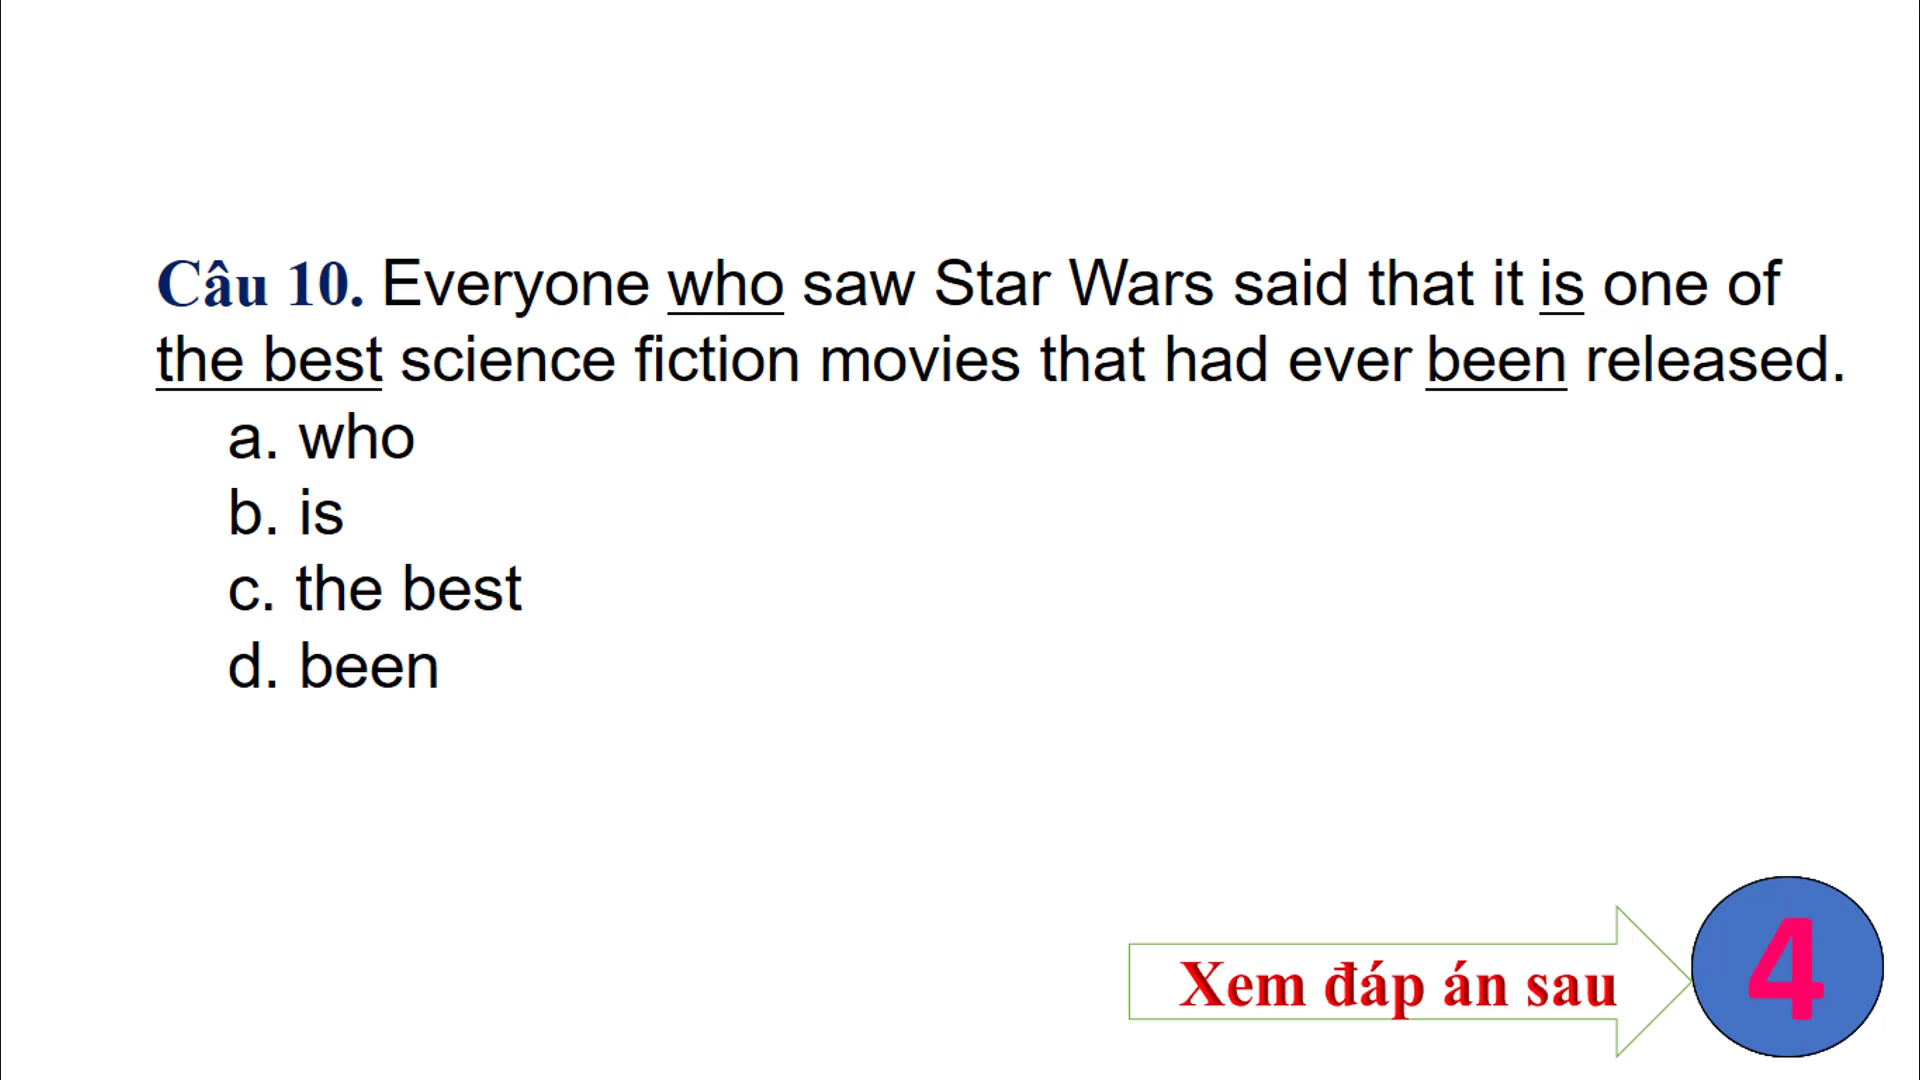 Câu 10. Everyone who saw Star Wars said that it is one of
the best science fiction movies that had ever been released.
a. who
b. is
c. the best
d. been
Xem đáp án sau
4